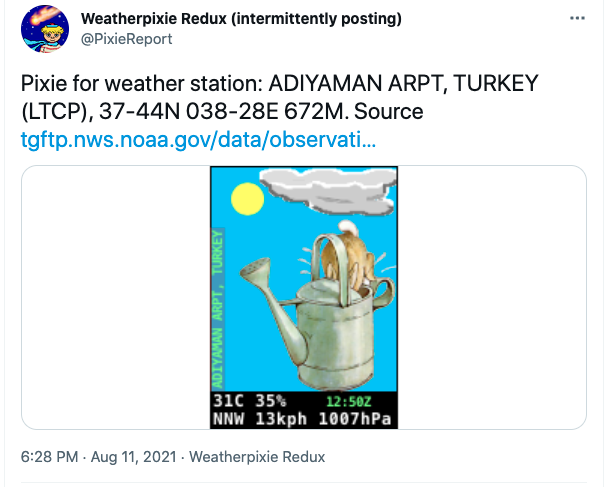 Weatherpixie Redux (intermittently posting)
@PixieReport
Pixie for weather station: ADIYAMAN ARPT, TURKEY
(LTCP), 37-44N 038-28E 672M. Source
tgftp.nws.noaa.gov/data/observati...
ADIYAMAN ARPT, TURKEY
31C 35% 12:50Z
NNW 13kph 1007hPa
6:28 PM · Aug 11, 2021 · Weatherpixie Redux